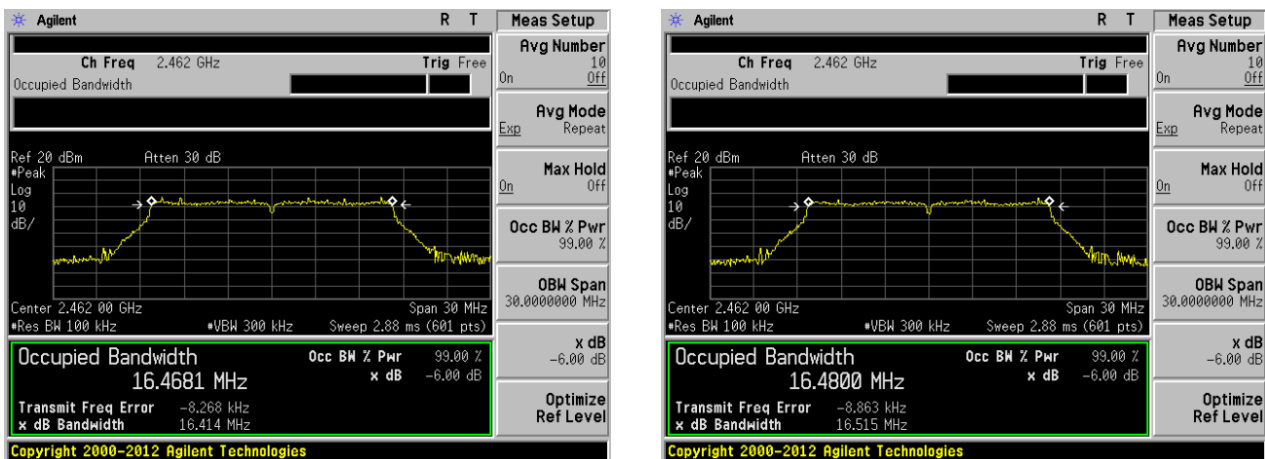 Agilent R T
Meas Setup
Ch Freq 2.462 GHz Trig Free
Occupied Bandwidth
Avg Number
10
On Off
Avg Mode
Exp Repeat
Ref 20 dBm Atten 30 dB
#Peak
Log
10
dB/
Max Hold
On Off
Occ BW % Pwr
99.00 %
OBW Span
30.0000000 MHz
Center 2.462 00 GHz Span 30 MHz
#Res BW 100 kHz #VBW 300 kHz Sweep 2.88 ms (601 pts)
x dB
-6.00 dB
Optimize
Ref Level
Occupied Bandwidth Occ BW % Pwr 99.00 %
16.4681 MHz x dB -6.00 dB
Transmit Freq Error -8.268 kHz
x dB Bandwidth 16.414 MHz
Copyright 2000-2012 Agilent Technologies
Agilent R T
Meas Setup
Ch Freq 2.462 GHz Trig Free
Occupied Bandwidth
Avg Number
10
On Off
Avg Mode
Exp Repeat
Ref 20 dBm Atten 30 dB
#Peak
Log
10
dB/
Max Hold
On Off
Occ BW % Pwr
99.00 %
OBW Span
30.0000000 MHz
Center 2.462 00 GHz Span 30 MHz
#Res BW 100 kHz #VBW 300 kHz Sweep 2.88 ms (601 pts)
x dB
-6.00 dB
Optimize
Ref Level
Occupied Bandwidth Occ BW % Pwr 99.00 %
16.4800 MHz x dB -6.00 dB
Transmit Freq Error -8.863 kHz
x dB Bandwidth 16.515 MHz
Copyright 2000-2012 Agilent Technologies